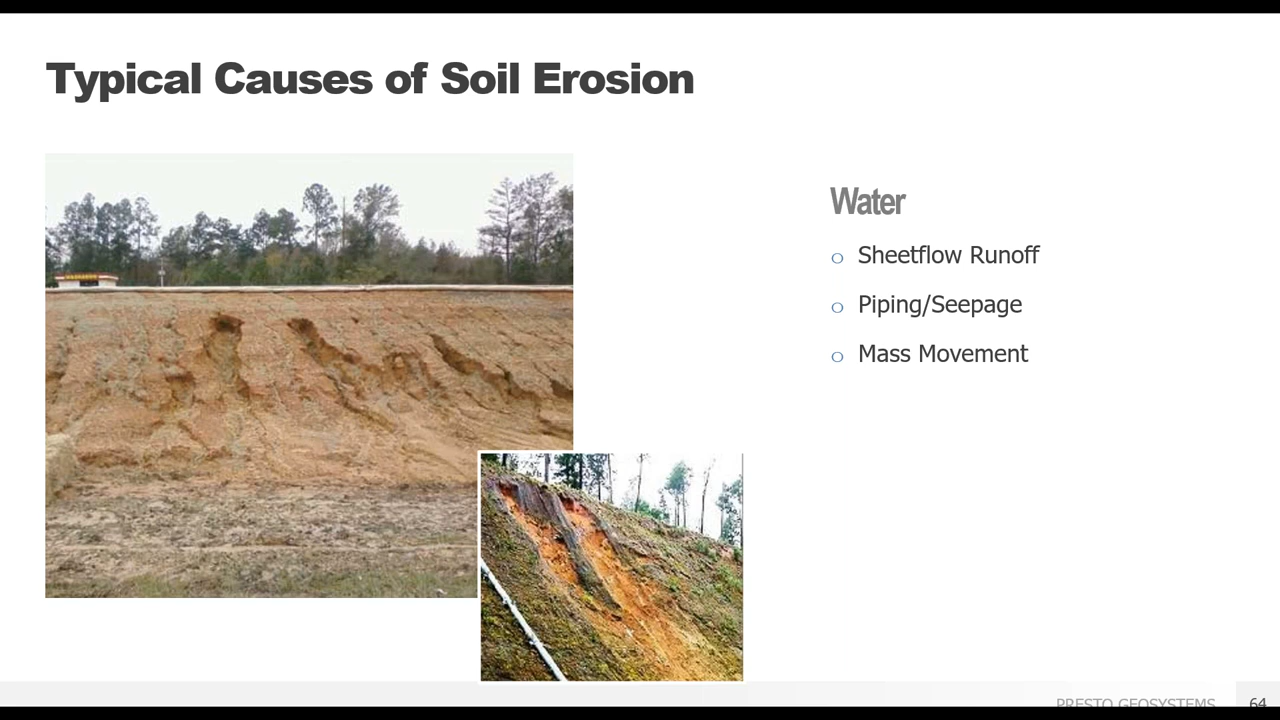 Typical Causes of Soil Erosion
Water
Sheetflow Runoff
Piping/Seepage
Mass Movement
PRESTO GEOSYSTEMS
64